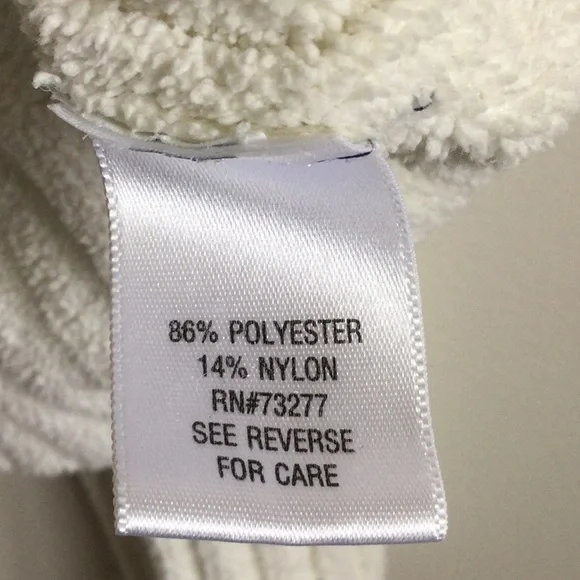 86% POLYESTER
14% NYLON
RN#73277
SEE REVERSE
FOR CARE